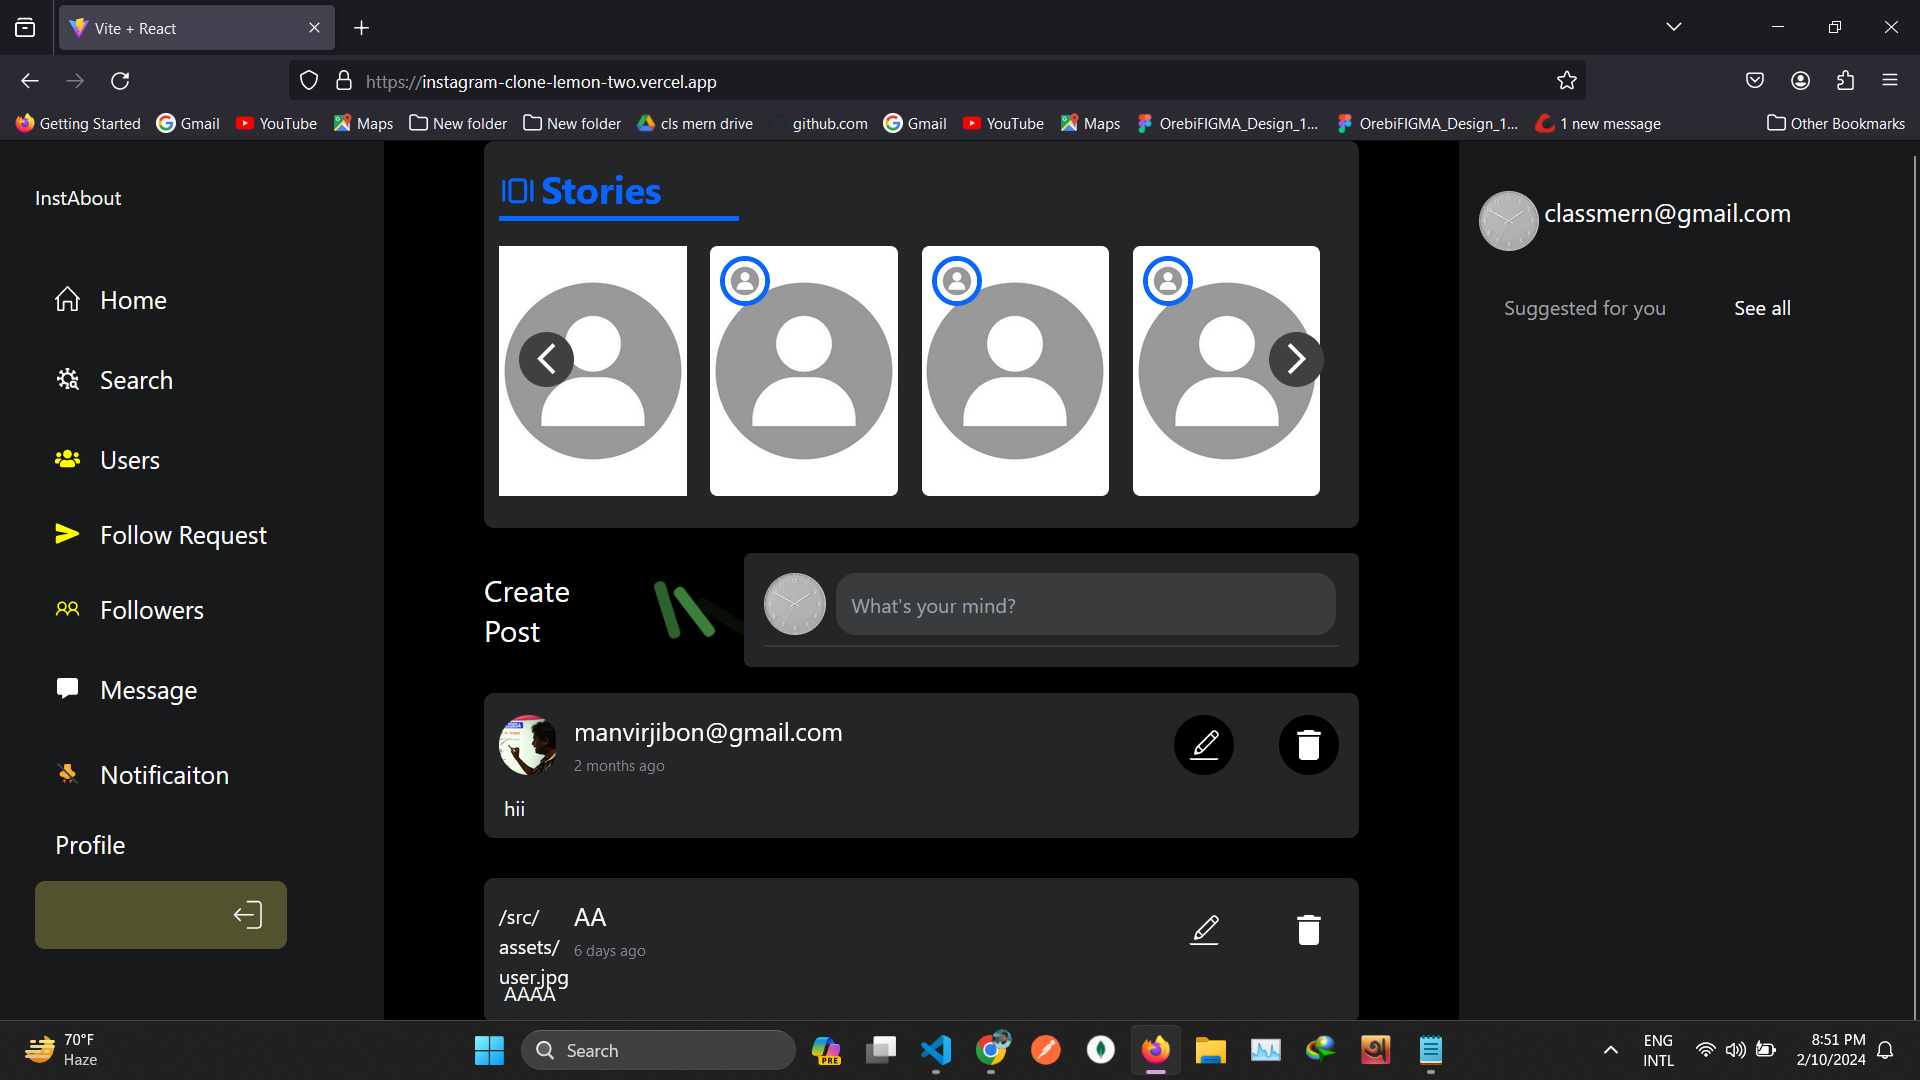 Vite + React
https://instagram-clone-lemon-two.vercel.app
Getting Started Gmail YouTube Maps New folder New folder cls mern drive github.com Gmail YouTube Maps OrebiFIGMA_Design_1... OrebiFIGMA_Design_1... 1 new message Other Bookmarks
InstAbout
Home
Search
Users
Follow Request
Followers
Message
Notificaiton
Profile
Stories
Create
Post
What's your mind?
manvirjibon@gmail.com
2 months ago
hii
/src/
assets/
user.jpg
AA
6 days ago
AAAA
classmern@gmail.com
Suggested for you See all
70°F
Haze
Search
PRE
ENG
INTL
8:51 PM
2/10/2024